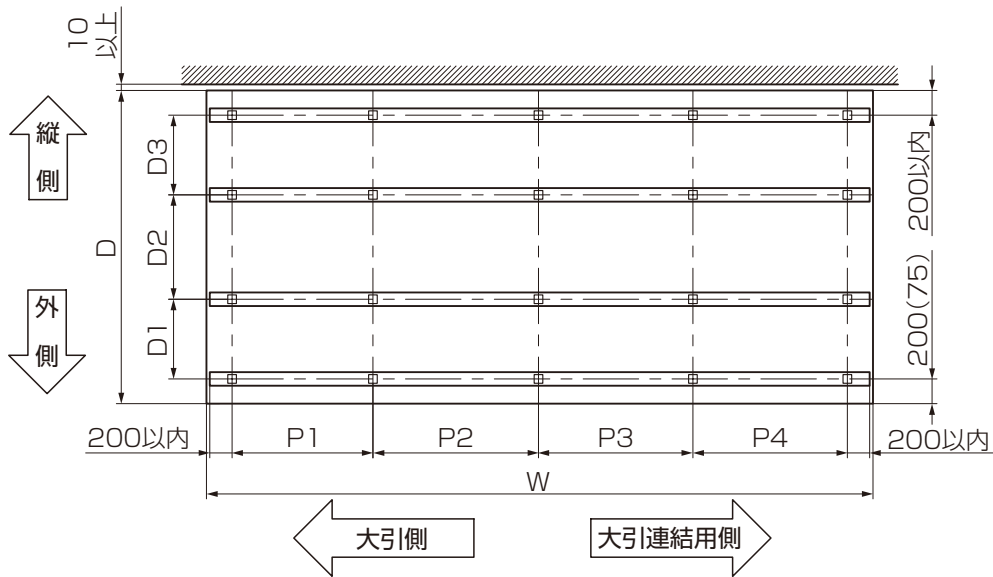 10
以上
縦
側
外
側
D
D3
D2
D1
200以内
200(75)
200以内
P1
P2
P3
P4
200以内
W
大引側
大引連結用側